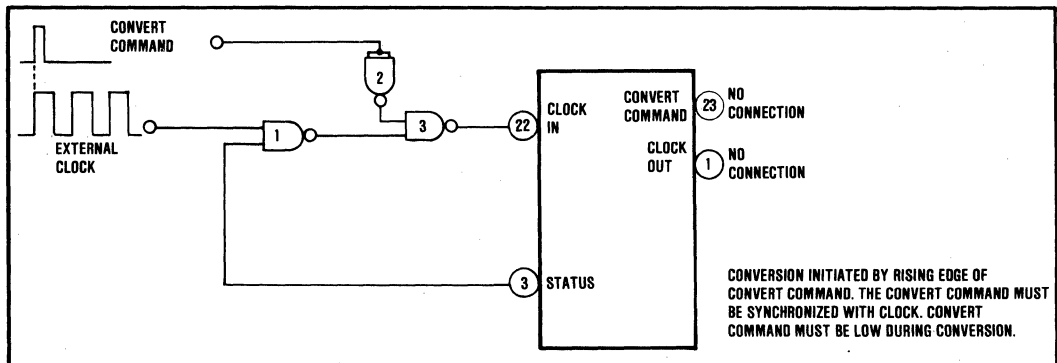 CONVERT
COMMAND
2
EXTERNAL
CLOCK
1
3
22
CLOCK
IN
CONVERT
COMMAND
23
NO
CONNECTION
CLOCK
OUT
1
NO
CONNECTION
3
STATUS
CONVERSION INITIATED BY RISING EDGE OF
CONVERT COMMAND. THE CONVERT COMMAND MUST
BE SYNCHRONIZED WITH CLOCK. CONVERT
COMMAND MUST BE LOW DURING CONVERSION.